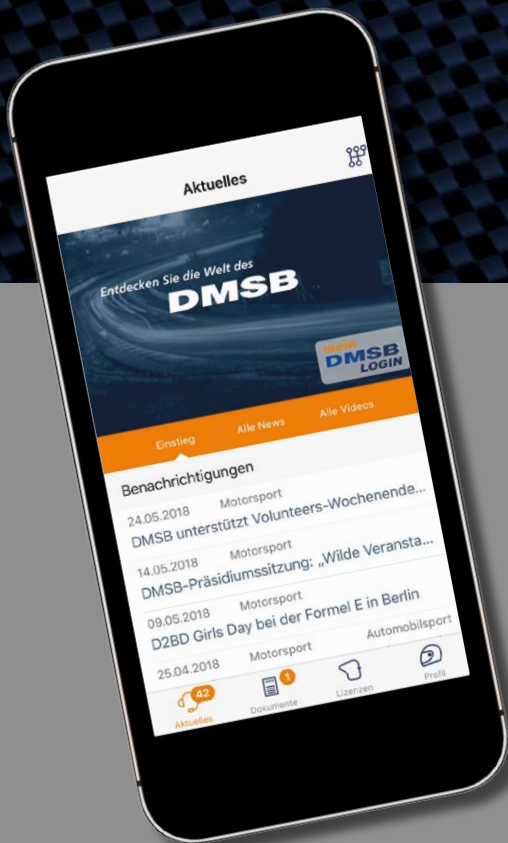 Aktuelles
Entdecken Sie die Welt des
DMSB
mein
DMSB
LOGIN
Einstieg Alle News Alle Videos
Benachrichtigungen
24.05.2018 Motorsport
DMSB unterstützt Volunteers-Wochenende...
14.05.2018 Motorsport
DMSB-Präsidiumssitzung: „Wilde Veransta...
09.05.2018 Motorsport
D2BD Girls Day bei der Formel E in Berlin
25.04.2018 Motorsport Automobilsport
42 1
Aktuelles Dokumente Lizenzen Profil